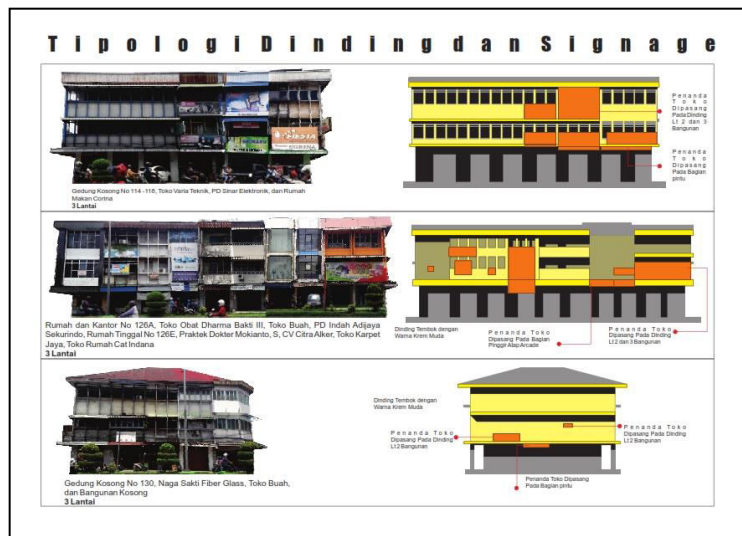 Tipologi Dinding dan Signage
Gedung Kosong No 114 -118, Toko Varia Teknik, PD Sinar Elektronik, dan Rumah
Makan Corina
3 Lantai
Penanda
Toko
Dipasang
Pada Dinding
Lt 2 dan 3
Bangunan
Penanda
Toko
Dipasang
Pada Bagian
pintu
Rumah dan Kantor No 126A, Toko Obat Dharma Bakti III, Toko Buah, PD Indah Adijaya
Sekurindo, Rumah Tinggal No 126E, Praktek Dokter Mokianto, S, CV Citra Alker, Toko Karpet
Jaya, Toko Rumah Cat Indana
3 Lantai
Dinding Tembok dengan
Warna Krem Muda
Penanda Toko
Dipasang Pada Bagian
Pinggir Atap Arcade
Penanda Toko
Dipasang Pada Dinding
Lt 2 dan 3 Bangunan
Gedung Kosong No 130, Naga Sakti Fiber Glass, Toko Buah,
dan Bangunan Kosong
3 Lantai
Dinding Tembok dengan
Warna Krem Muda
Penanda Toko
Dipasang Pada Dinding
Lt 2 Bangunan
Penanda Toko
Dipasang Pada Dinding
Lt 2 Bangunan
Penanda Toko Dipasang
Pada Bagian pintu